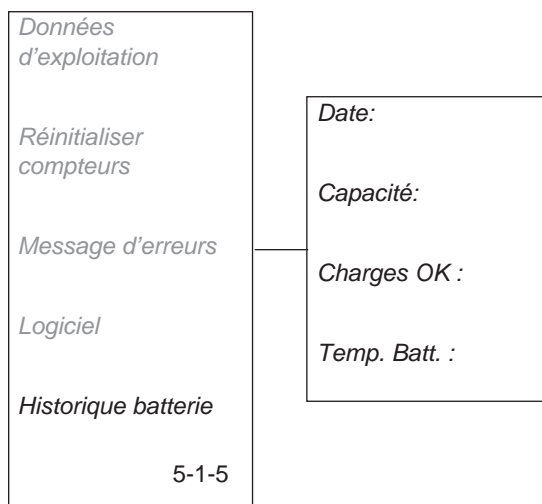 Données
d'exploitation
Réinitialiser
compteurs
Message d'erreurs
Logiciel
Historique batterie
5-1-5
Date:
Capacité:
Charges OK :
Temp. Batt. :